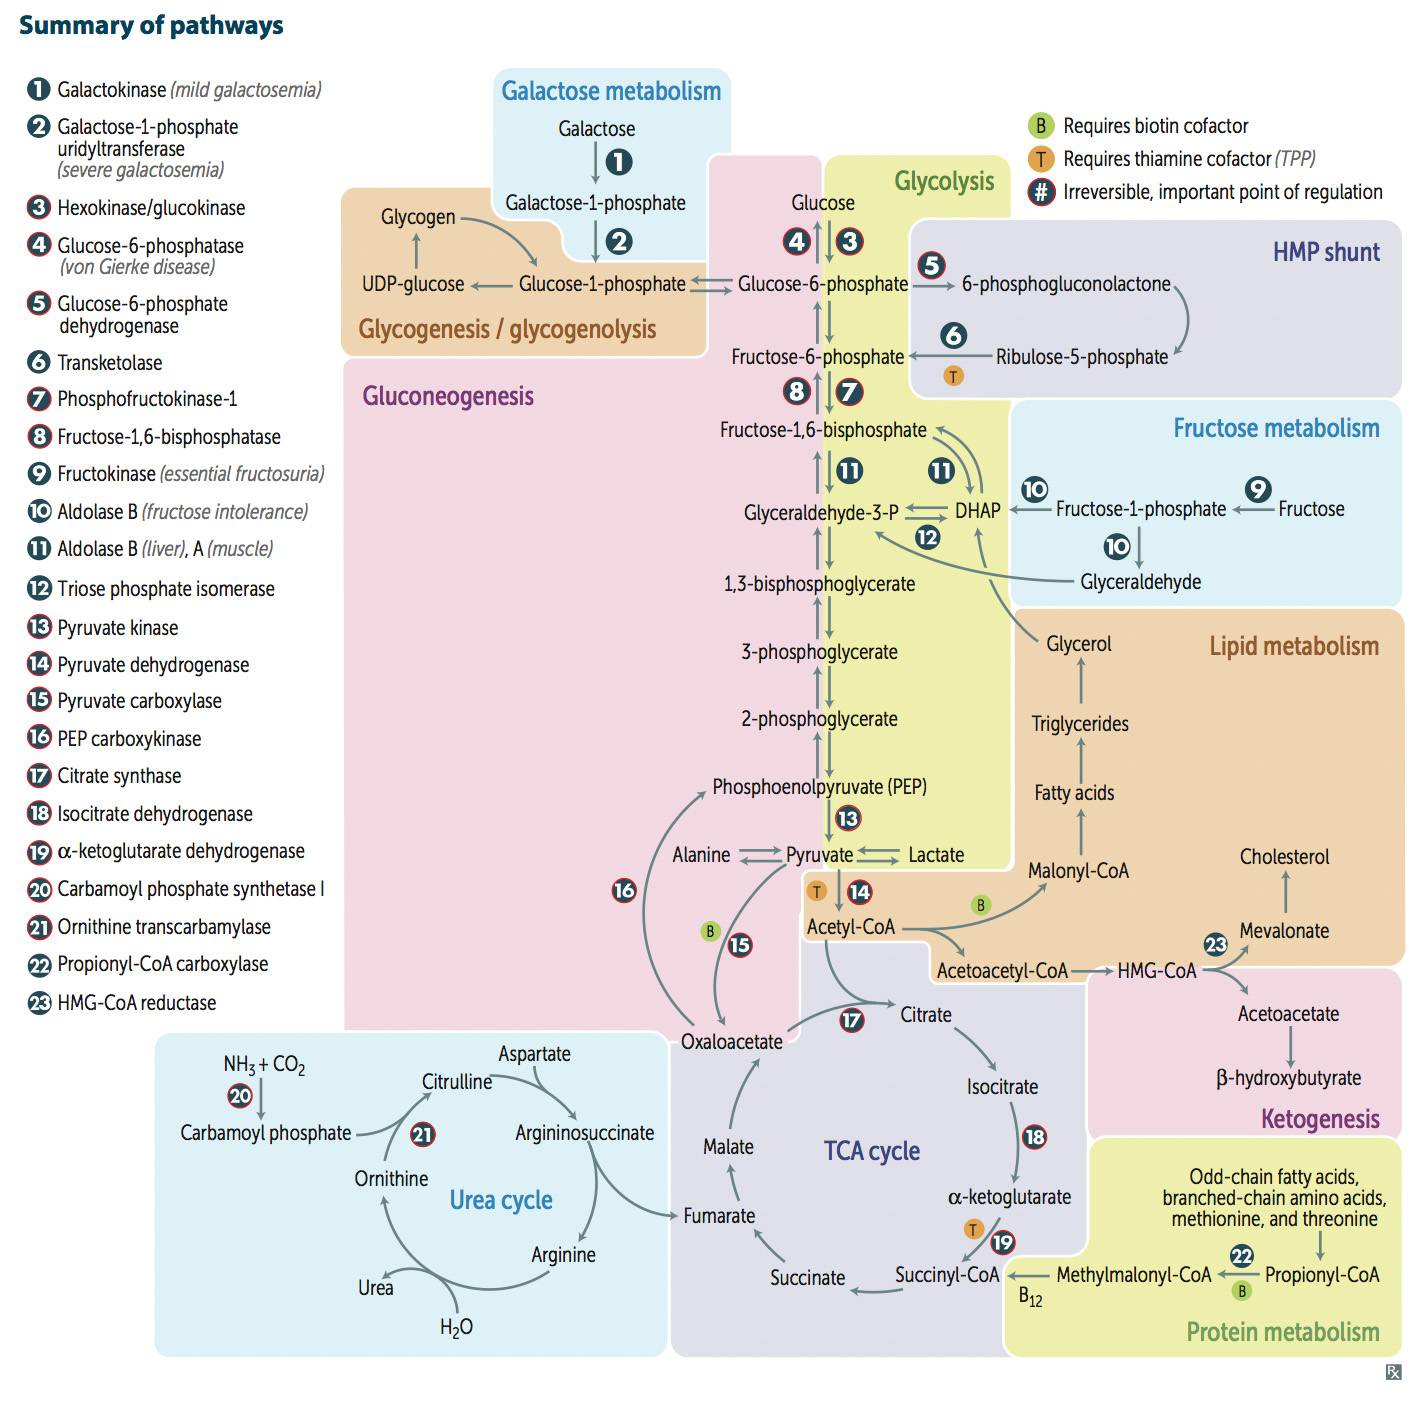 Summary of pathways
1 Galactokinase (mild galactosemia)
2 Galactose-1-phosphate
uridyltransferase
(severe galactosemia)
3 Hexokinase/glucokinase
4 Glucose-6-phosphatase
(von Gierke disease)
5 Glucose-6-phosphate
dehydrogenase
6 Transketolase
7 Phosphofructokinase-1
8 Fructose-1,6-bisphosphatase
9 Fructokinase (essential fructosuria)
10 Aldolase B (fructose intolerance)
11 Aldolase B (liver), A (muscle)
12 Triose phosphate isomerase
13 Pyruvate kinase
14 Pyruvate dehydrogenase
15 Pyruvate carboxylase
16 PEP carboxykinase
17 Citrate synthase
18 Isocitrate dehydrogenase
19 α-ketoglutarate dehydrogenase
20 Carbamoyl phosphate synthetase I
21 Ornithine transcarbamylase
22 Propionyl-CoA carboxylase
23 HMG-CoA reductase
B Requires biotin cofactor
T Requires thiamine cofactor (TPP)
# Irreversible, important point of regulation
Galactose metabolism
Galactose
1
Galactose-1-phosphate
2
Glycogen
UDP-glucose
Glucose-1-phosphate
Glycogenesis / glycogenolysis
Glycolysis
Glucose
4 3
Glucose-6-phosphate
HMP shunt
5
6-phosphogluconolactone
6
T
Ribulose-5-phosphate
Fructose-6-phosphate
8 7
Gluconeogenesis
Fructose-1,6-bisphosphate
11 11
Glyceraldehyde-3-P
DHAP
12
Fructose metabolism
10
Fructose-1-phosphate
9
Fructose
10
Glyceraldehyde
1,3-bisphosphoglycerate
3-phosphoglycerate
2-phosphoglycerate
Phosphoenolpyruvate (PEP)
13
Alanine
Pyruvate
Lactate
16
B
15
T
14
Lipid metabolism
Glycerol
Triglycerides
Fatty acids
Malonyl-CoA
B
Acetyl-CoA
Acetoacetyl-CoA
HMG-CoA
23
Mevalonate
Cholesterol
Acetoacetate
β-hydroxybutyrate
Ketogenesis
Oxaloacetate
17
Citrate
Isocitrate
18
α-ketoglutarate
T
19
Succinyl-CoA
Succinate
Fumarate
Malate
TCA cycle
NH3 + CO2
20
Carbamoyl phosphate
21
Citrulline
Aspartate
Argininosuccinate
Ornithine
Urea cycle
Arginine
Urea
H2O
Odd-chain fatty acids,
branched-chain amino acids,
methionine, and threonine
22
B
Propionyl-CoA
Methylmalonyl-CoA
B12
Protein metabolism
Rx